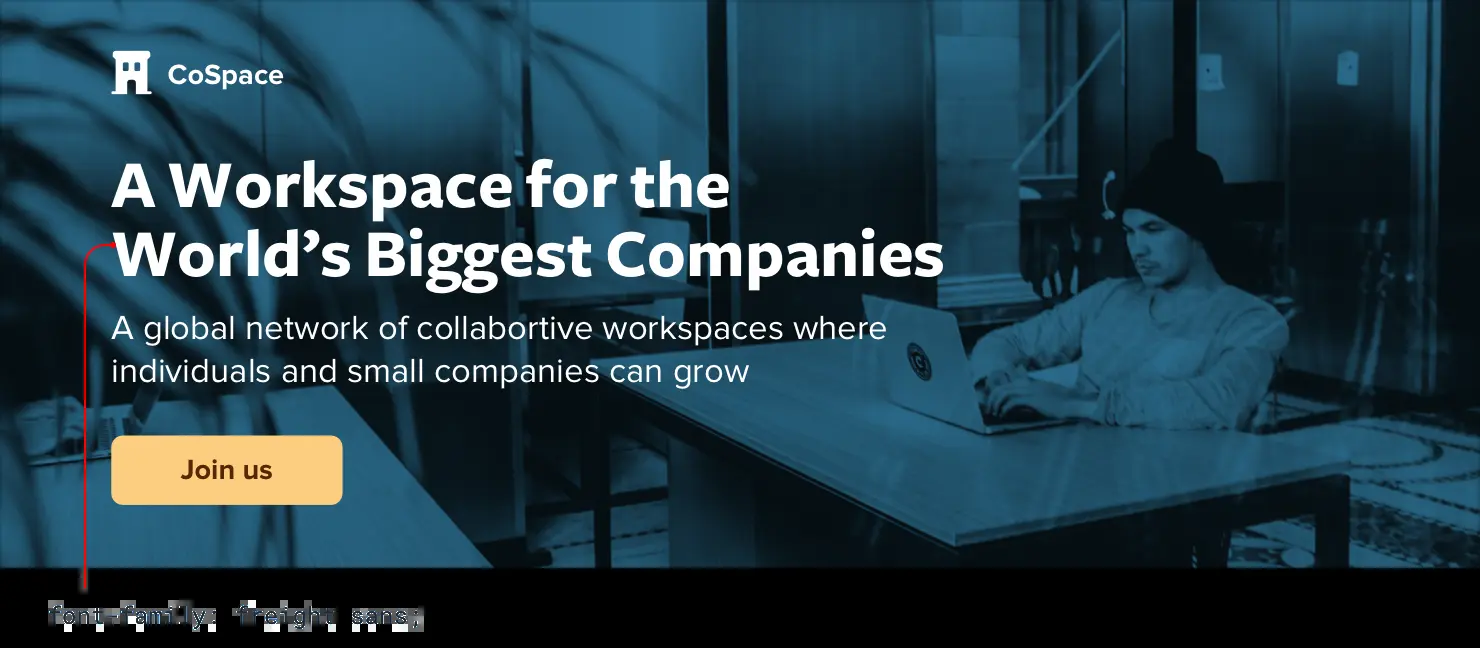 CoSpace
A Workspace for the
World’s Biggest Companies
A global network of collabortive workspaces where
individuals and small companies can grow
Join us
font-family: freight sans;